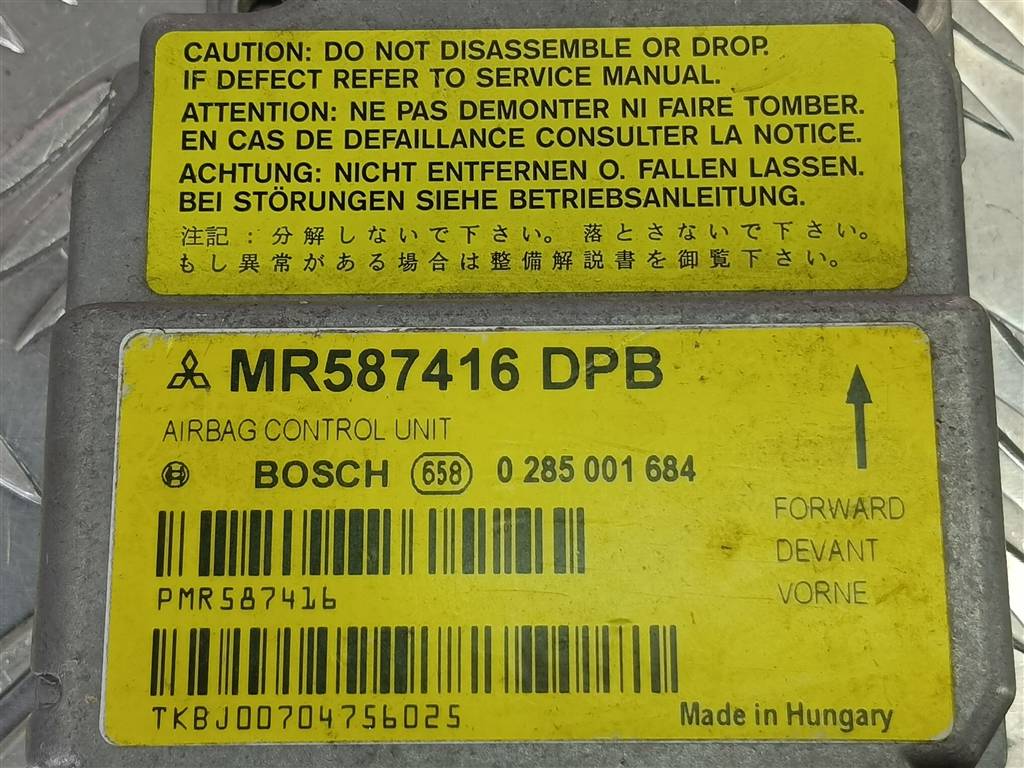 CAUTION: DO NOT DISASSEMBLE OR DROP.
IF DEFECT REFER TO SERVICE MANUAL.
ATTENTION: NE PAS DEMONTER NI FAIRE TOMBER.
EN CAS DE DEFAILLANCE CONSULTER LA NOTICE.
ACHTUNG: NICHT ENTFERNEN O. FALLEN LASSEN.
BEI STÖRUNGEN SIEHE BETRIEBSANLEITUNG.
注記：分解しないで下さい。落とさないで下さい。
もし異常がある場合は整備解説書を御覧下さい。
MR587416 DPB
AIRBAG CONTROL UNIT
BOSCH 658 0 285 001 684
FORWARD
DEVANT
VORNE
PMR587416
TKBJ00704756025
Made in Hungary